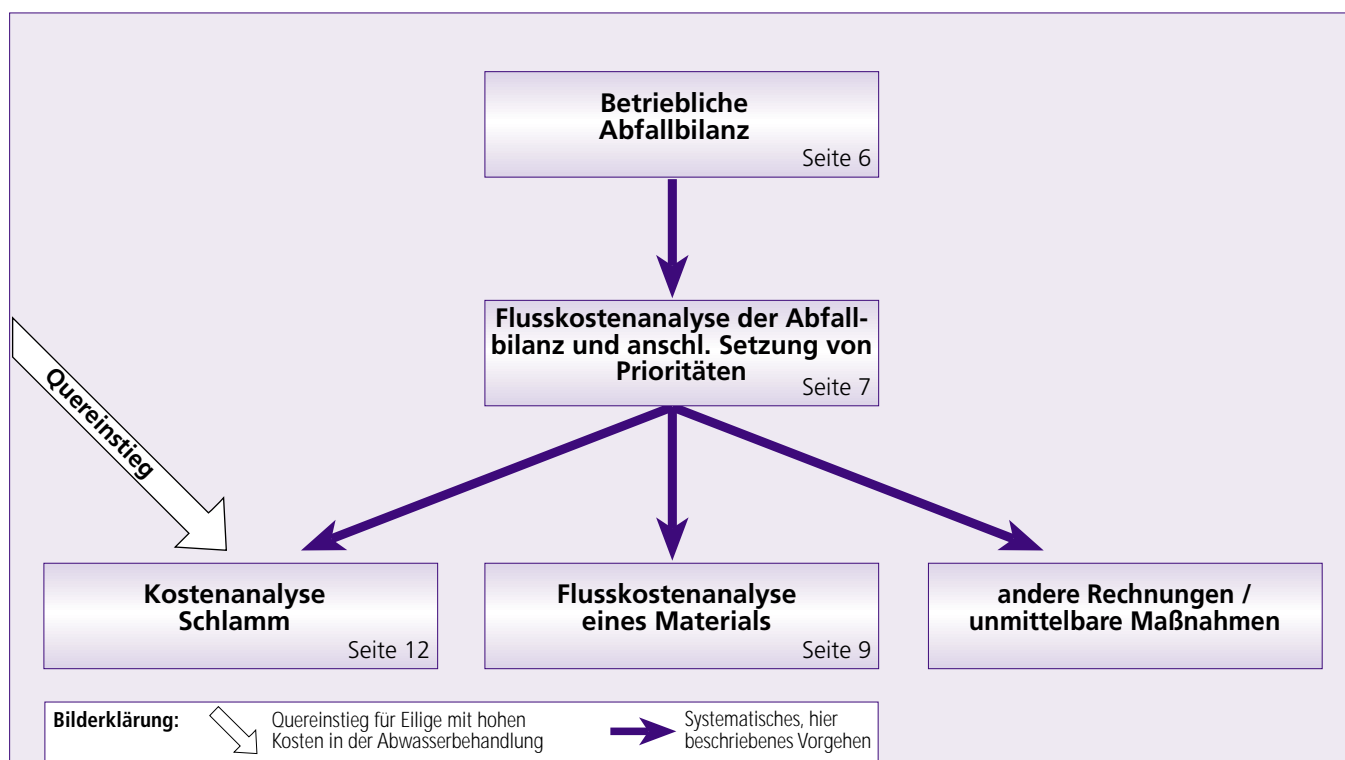 Betriebliche
Abfallbilanz
Seite 6
Flusskostenanalyse der Abfall-
bilanz und anschl. Setzung von
Prioritäten
Seite 7
Quereinstieg
Kostenanalyse
Schlamm
Seite 12
Flusskostenanalyse
eines Materials
Seite 9
andere Rechnungen /
unmittelbare Maßnahmen
Bilderklärung:
Quereinstieg für Eilige mit hohen
Kosten in der Abwasserbehandlung
Systematisches, hier
beschriebenes Vorgehen